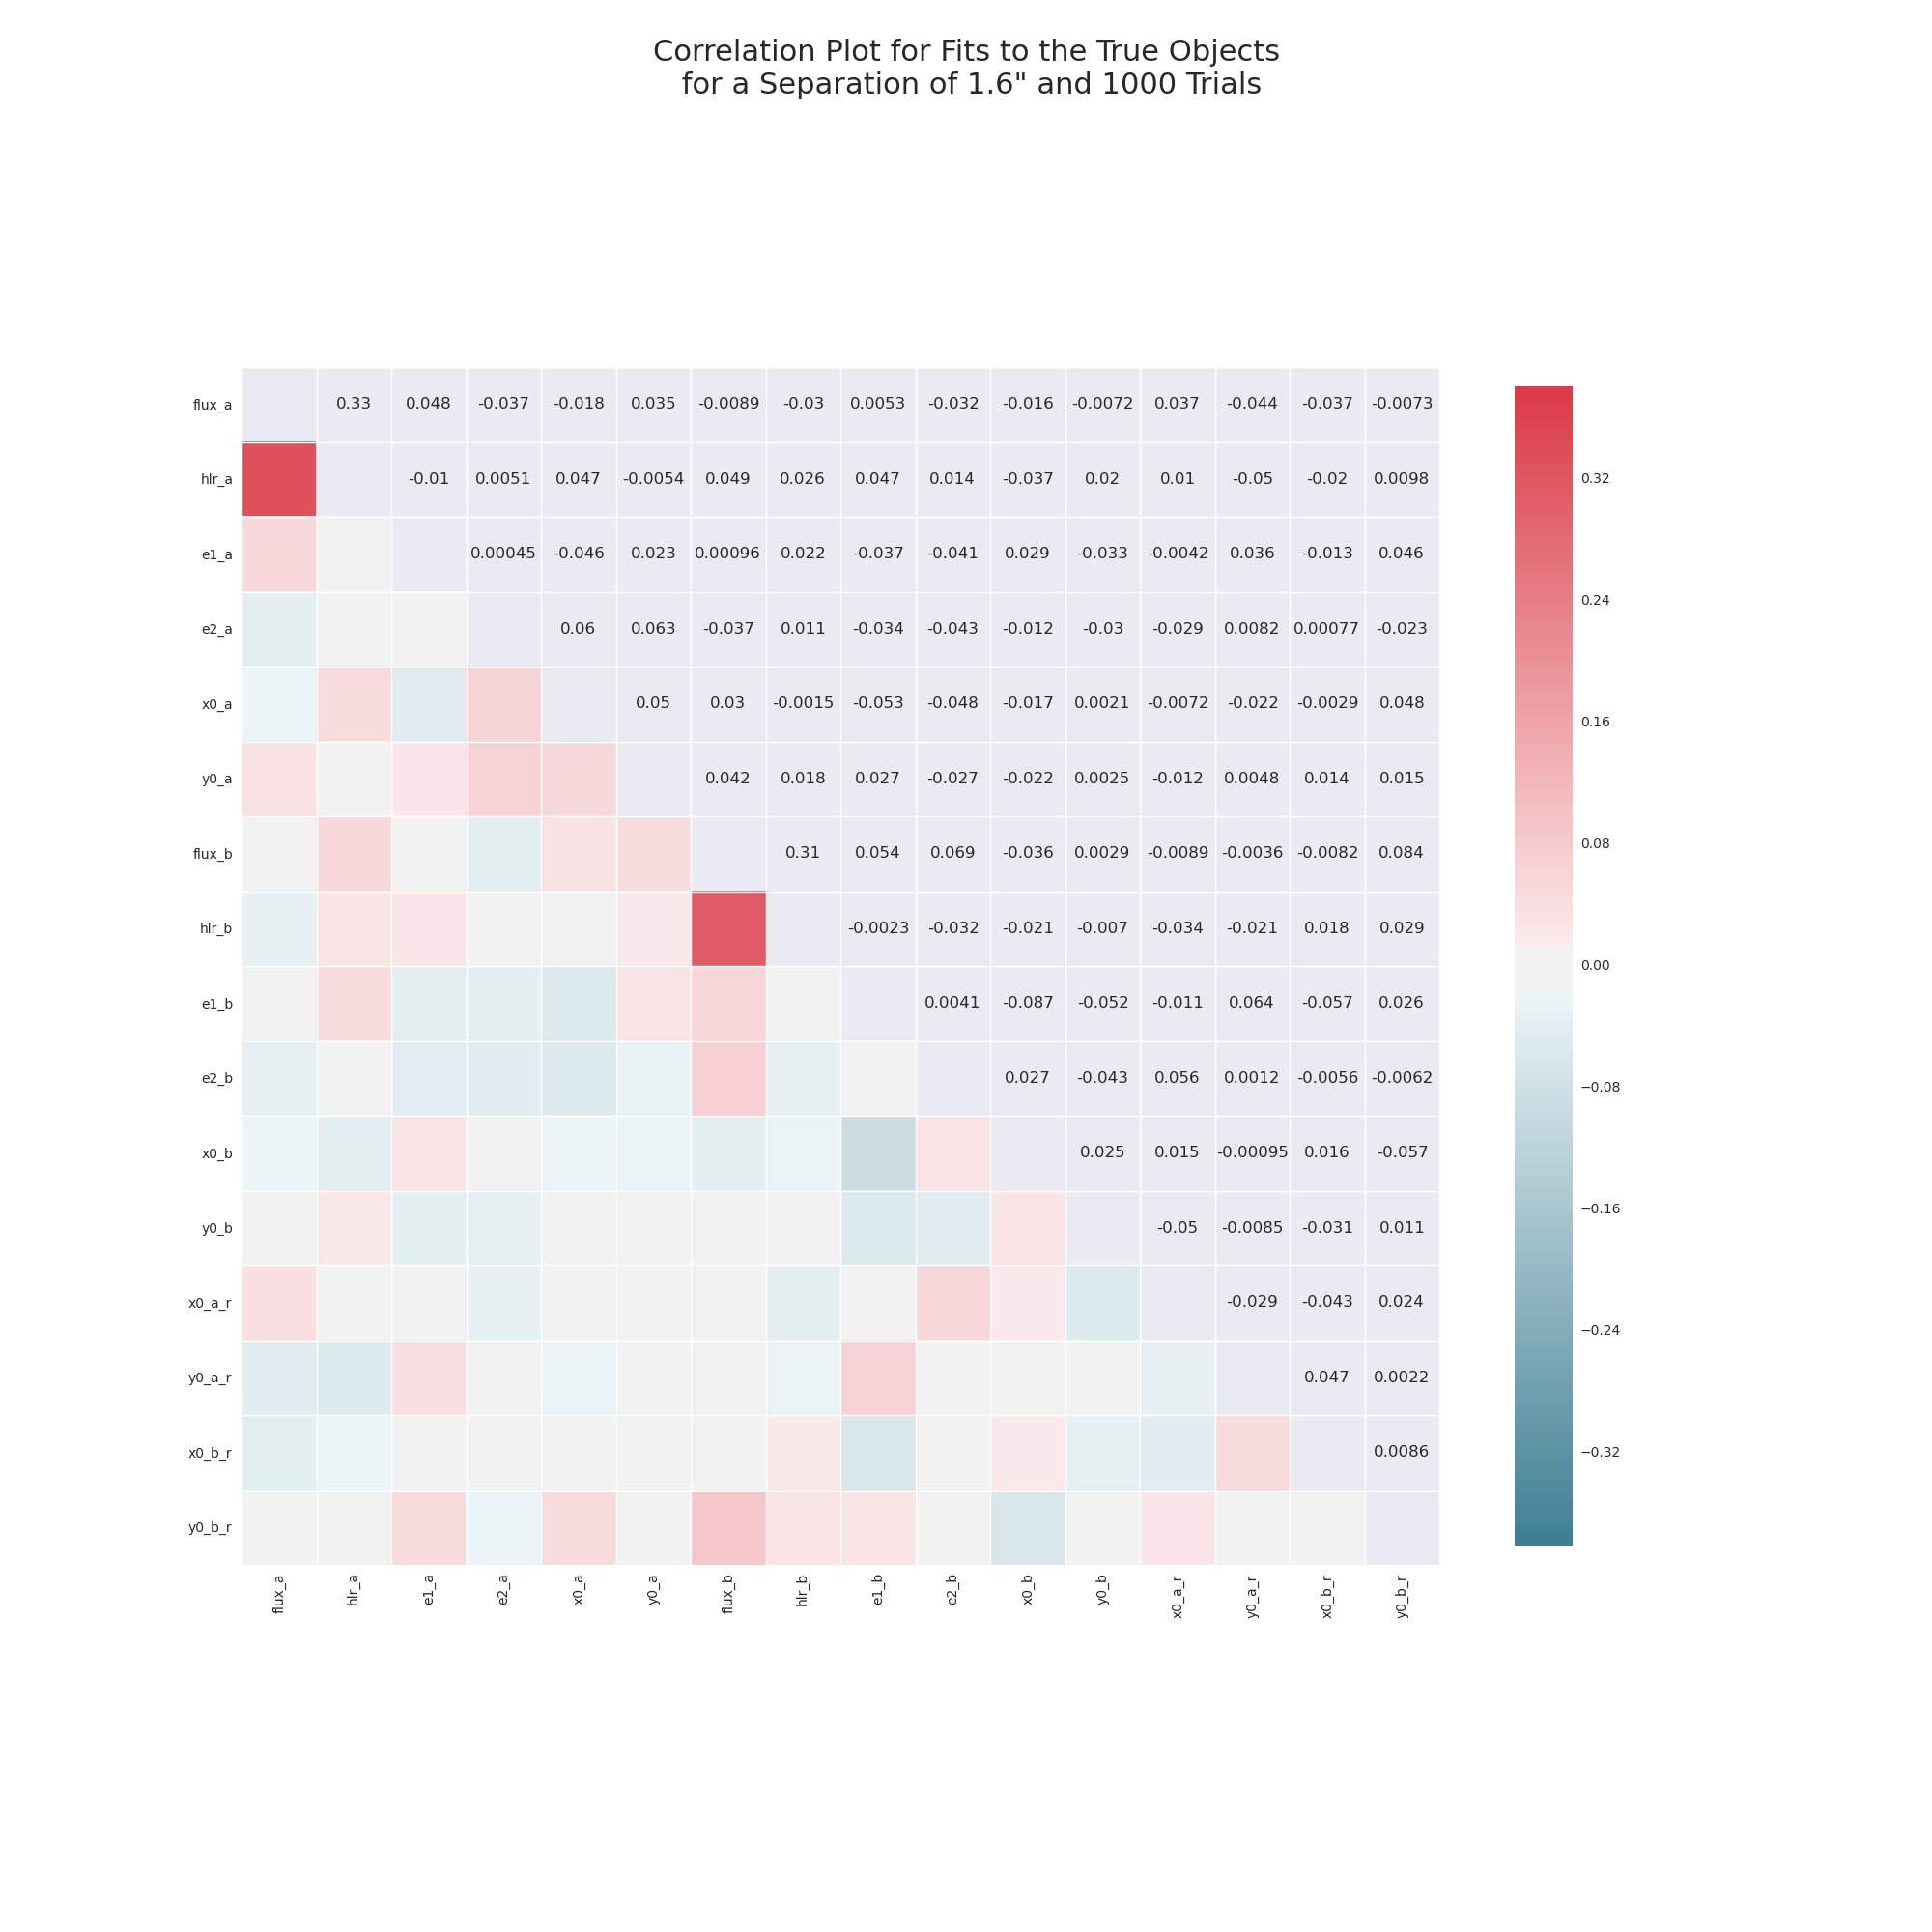 Correlation Plot for Fits to the True Objects
for a Separation of 1.6" and 1000 Trials
flux_a 0.33 0.048 -0.037 -0.018 0.035 -0.0089 -0.03 0.0053 -0.032 -0.016 -0.0072 0.037 -0.044 -0.037 -0.0073
hlr_a -0.01 0.0051 0.047 -0.0054 0.049 0.026 0.047 0.014 -0.037 0.02 0.01 -0.05 -0.02 0.0098
e1_a 0.00045 -0.046 0.023 0.00096 0.022 -0.037 -0.041 0.029 -0.033 -0.0042 0.036 -0.013 0.046
e2_a 0.06 0.063 -0.037 0.011 -0.034 -0.043 -0.012 -0.03 -0.029 0.0082 0.00077 -0.023
x0_a 0.05 0.03 -0.0015 -0.053 -0.048 -0.017 0.0021 -0.0072 -0.022 -0.0029 0.048
y0_a 0.042 0.018 0.027 -0.027 -0.022 0.0025 -0.012 0.0048 0.014 0.015
flux_b 0.31 0.054 0.069 -0.036 0.0029 -0.0089 -0.0036 -0.0082 0.084
hlr_b -0.0023 -0.032 -0.021 -0.007 -0.034 -0.021 0.018 0.029
e1_b 0.0041 -0.087 -0.052 -0.011 0.064 -0.057 0.026
e2_b 0.027 -0.043 0.056 0.0012 -0.0056 -0.0062
x0_b 0.025 0.015 -0.00095 0.016 -0.057
y0_b -0.05 -0.0085 -0.031 0.011
x0_a_r -0.029 -0.043 0.024
y0_a_r 0.047 0.0022
x0_b_r 0.0086
y0_b_r
flux_a hlr_a e1_a e2_a x0_a y0_a flux_b hlr_b e1_b e2_b x0_b y0_b x0_a_r y0_a_r x0_b_r y0_b_r
0.32
0.24
0.16
0.08
0.00
−0.08
−0.16
−0.24
−0.32